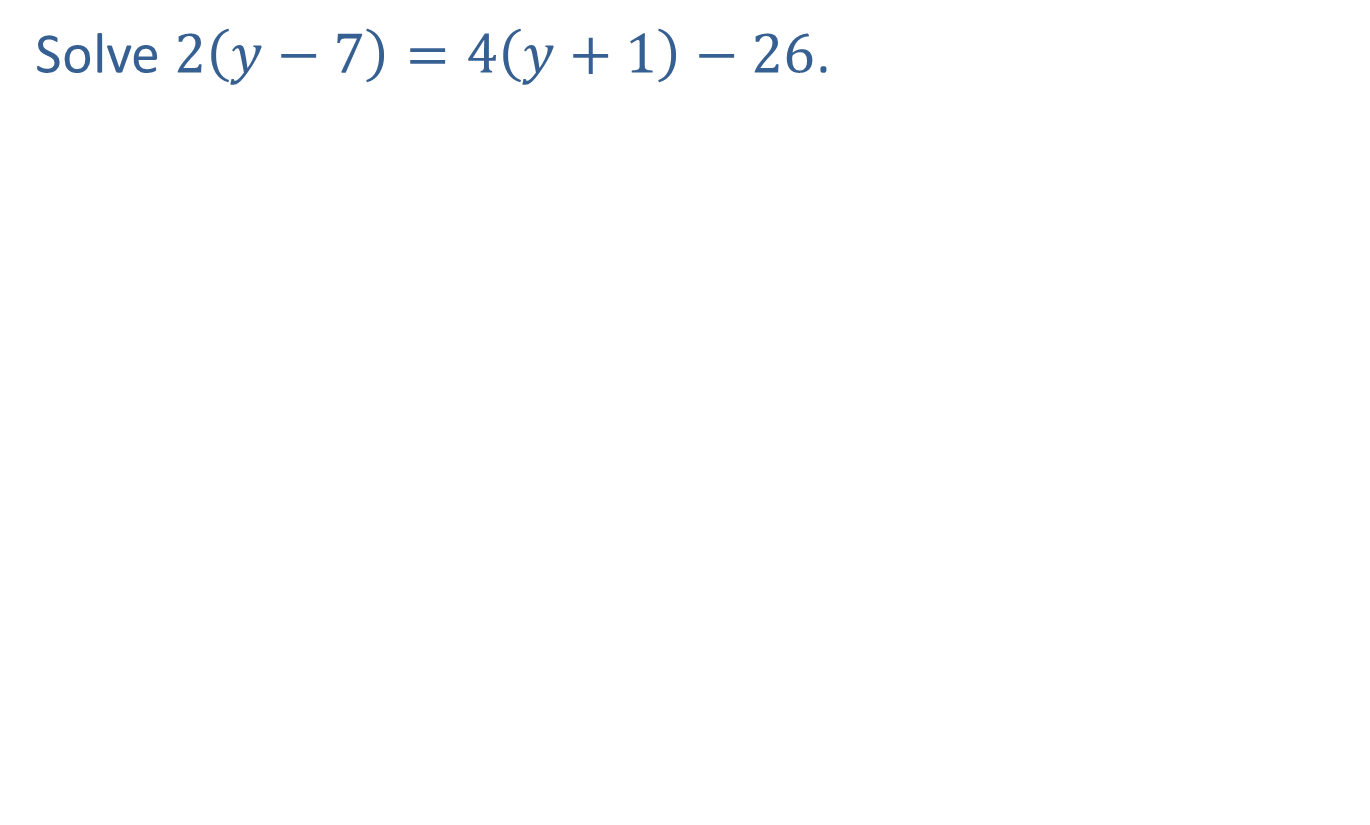 Solve 2(y − 7) = 4(y + 1) − 26.